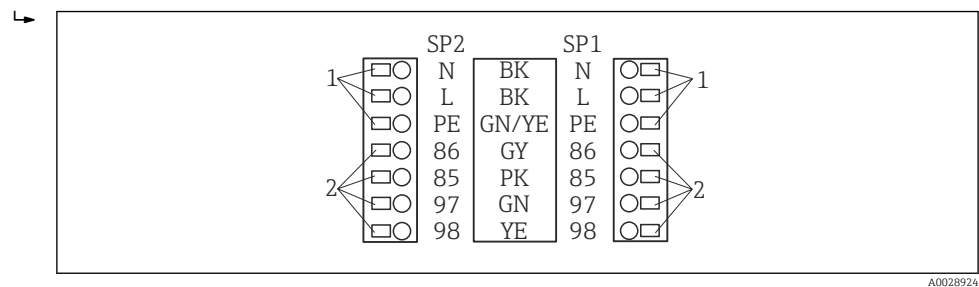 SP2 SP1
1 N BK N 1
L BK L
PE GN/YE PE
86 GY 86
2 85 PK 85 2
97 GN 97
98 YE 98
A0028924